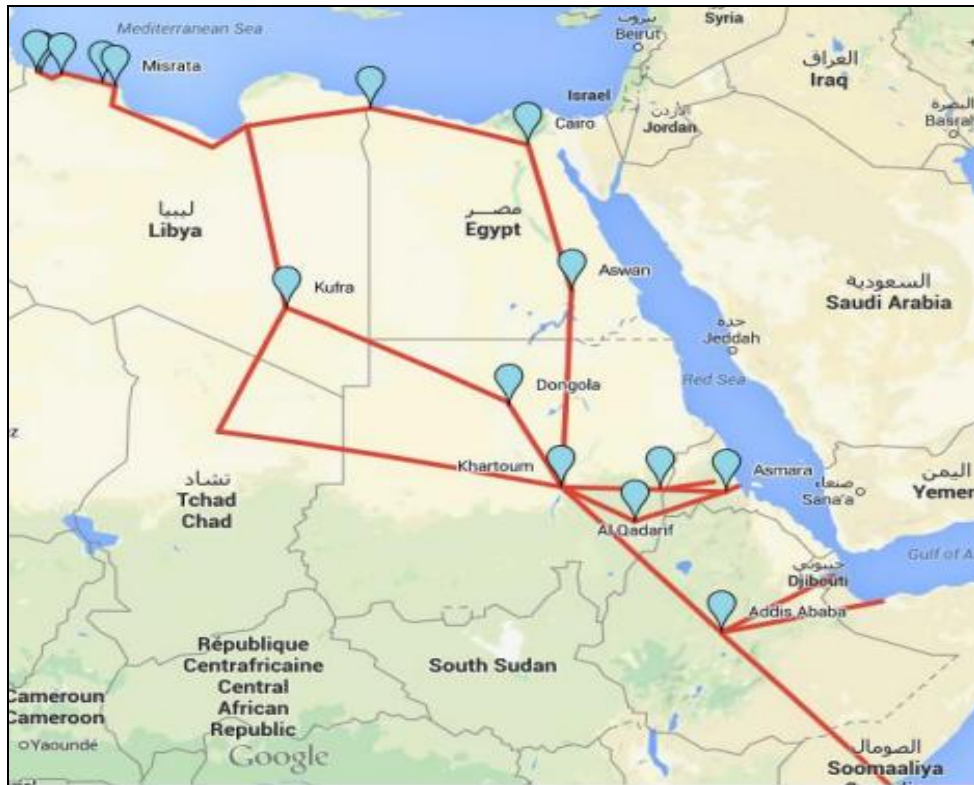 Mediterranean Sea
Misrata
بيروت
Beirut
Syria
العراق
Iraq
البصرة
Basrah
Israel
الأردن
Jordan
Cairo
ليبيا
Libya
مصر
Egypt
Kufra
Aswan
السعودية
Saudi Arabia
جدة
Jeddah
Dongola
Red Sea
تشاد
Tchad
Chad
Khartoum
Asmara
صنعاء
Sana'a
اليمن
Yemen
Al Qadarif
Gulf of A
جيبوتي
Djibouti
Addis Ababa
République
Centrafricaine
Central
African
Republic
South Sudan
Cameroun
Cameroon
Yaoundé
Google
الصومال
Soomaaliya